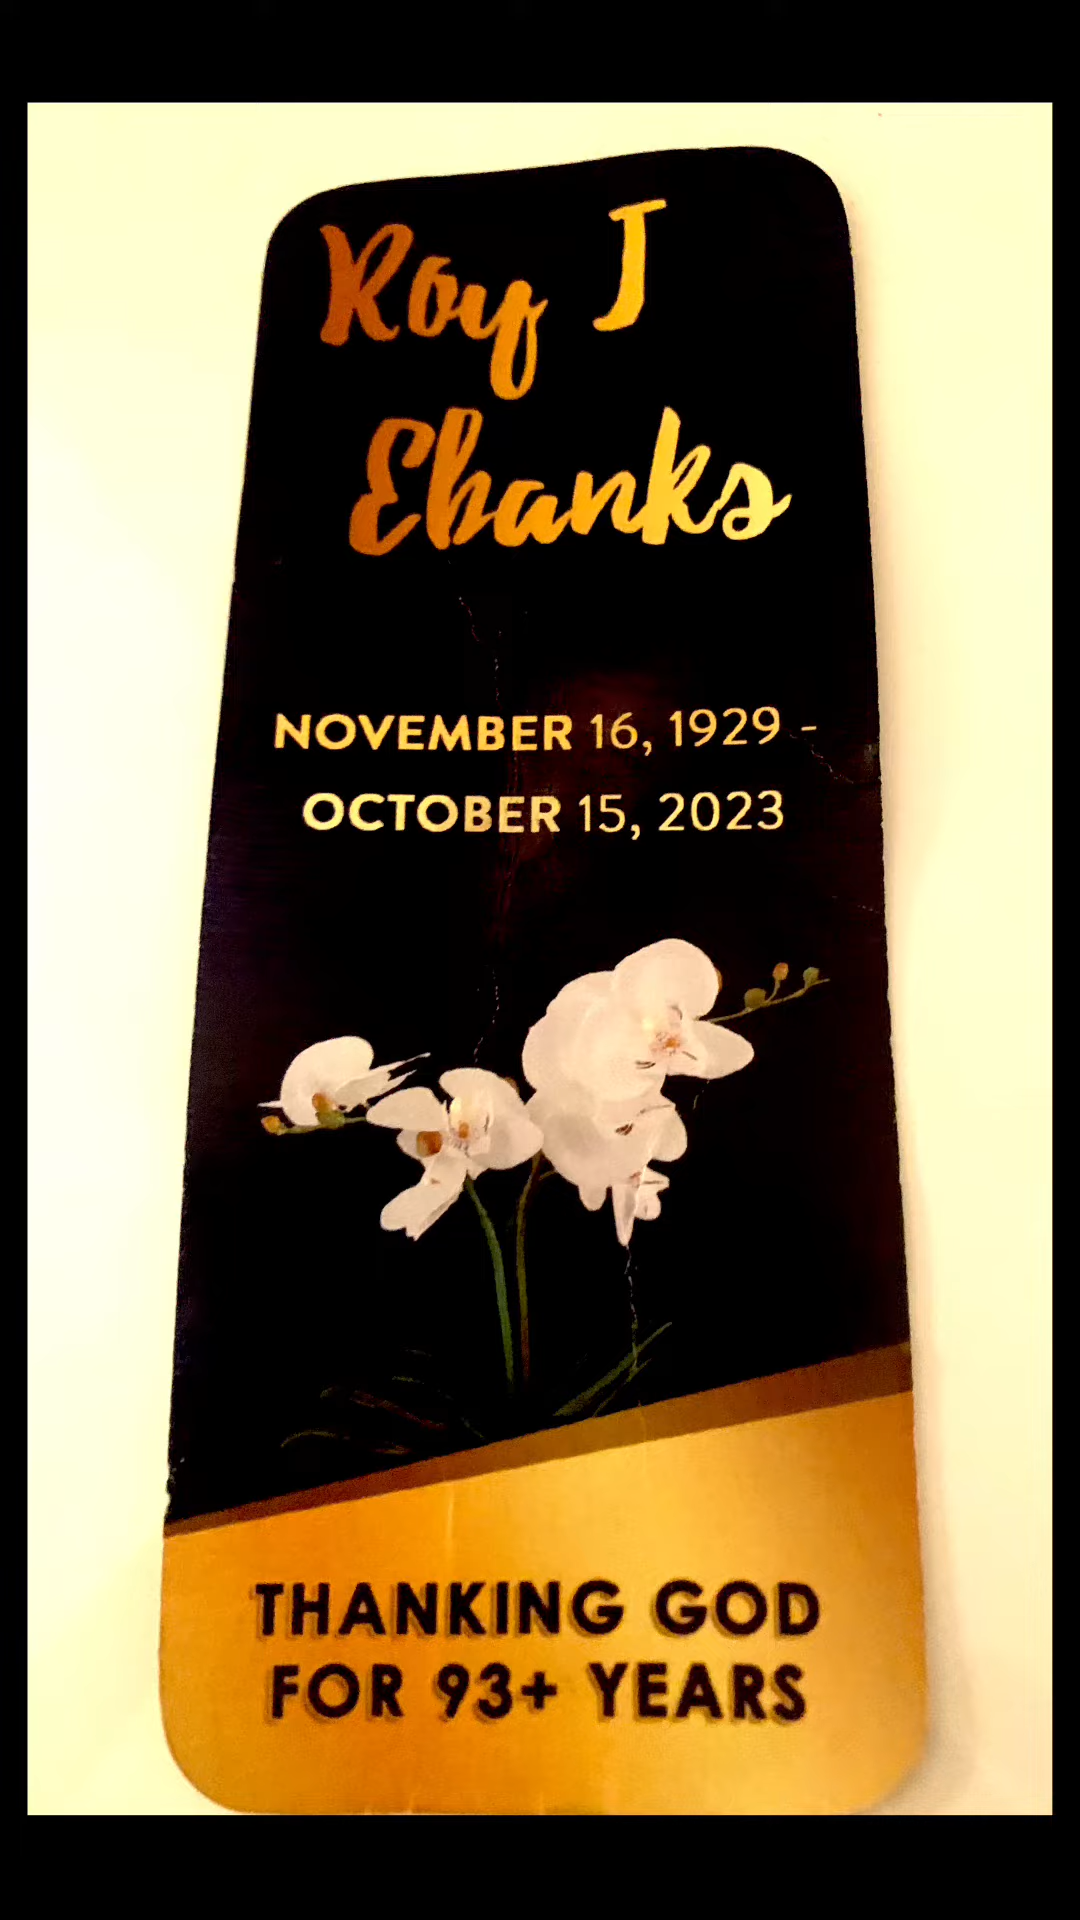 Roy J
Ebanks
NOVEMBER 16, 1929 -
OCTOBER 15, 2023
THANKING GOD
FOR 93+ YEARS